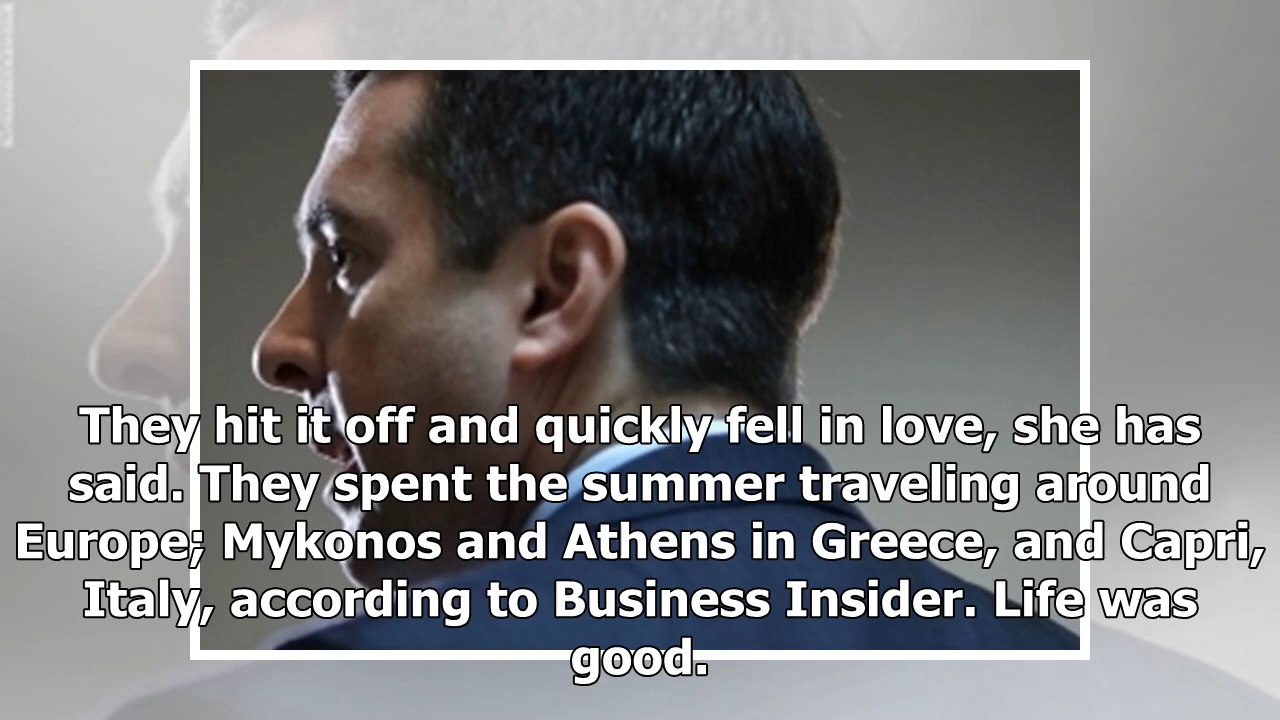 They hit it off and quickly fell in love, she has
said. They spent the summer traveling around
Europe; Mykonos and Athens in Greece, and Capri,
Italy, according to Business Insider. Life was
good.